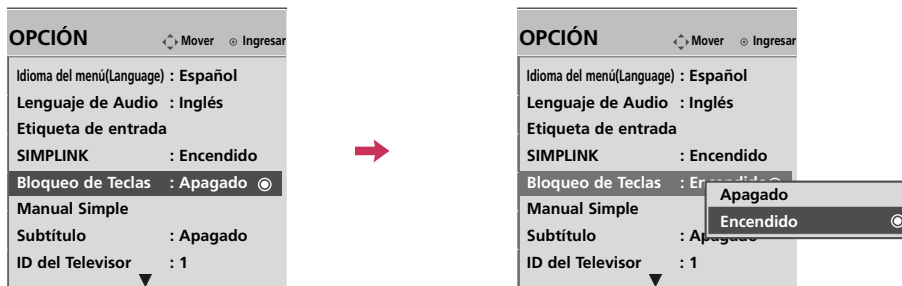 OPCIÓN Mover Ingresar
Idioma del menú(Language) : Español
Lenguaje de Audio : Inglés
Etiqueta de entrada
SIMPLINK : Encendido
Bloqueo de Teclas : Apagado
Manual Simple
Subtítulo : Apagado
ID del Televisor : 1
OPCIÓN Mover Ingresar
Idioma del menú(Language) : Español
Lenguaje de Audio : Inglés
Etiqueta de entrada
SIMPLINK : Encendido
Bloqueo de Teclas : Encendido
Manual Simple
Subtítulo : Apagado
ID del Televisor : 1
Apagado
Encendido